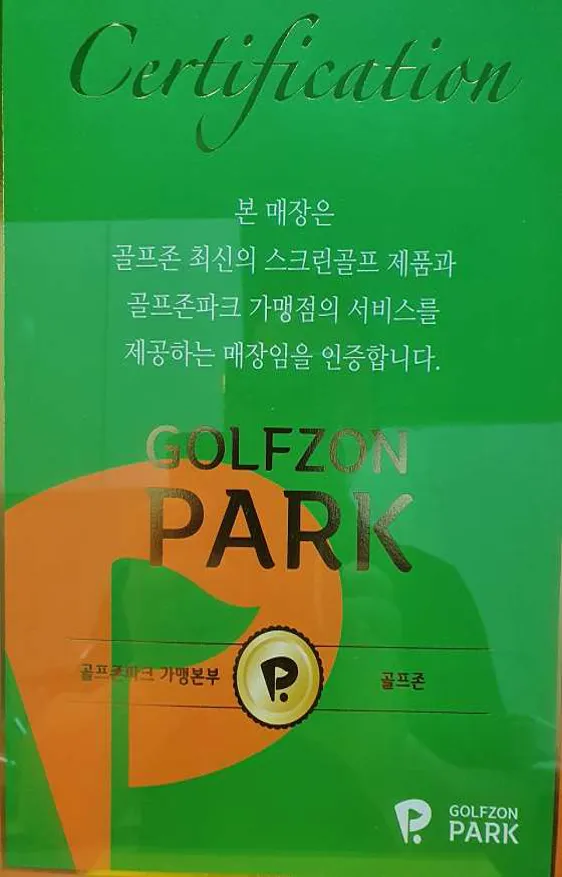 Certification
본 매장은
골프존 최신의 스크린골프 제품과
골프존파크 가맹점의 서비스를
제공하는 매장임을 인증합니다.
GOLFZON
PARK
골프존파크 가맹본부
골프존
GOLFZON
PARK